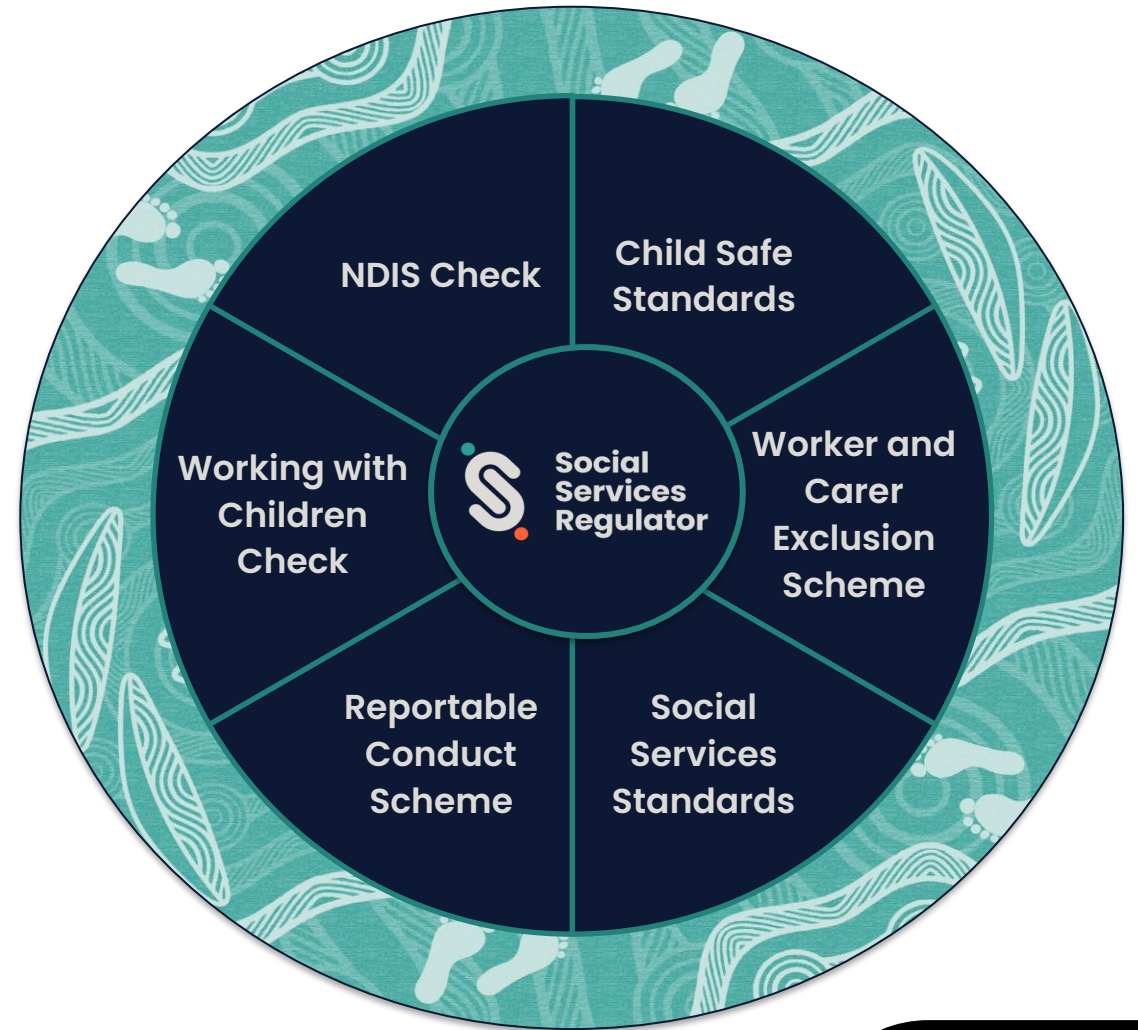 NDIS Check
Child Safe
Standards
Worker and
Carer
Exclusion
Scheme
Social
Services
Standards
Reportable
Conduct
Scheme
Working with
Children
Check
Social
Services
Regulator